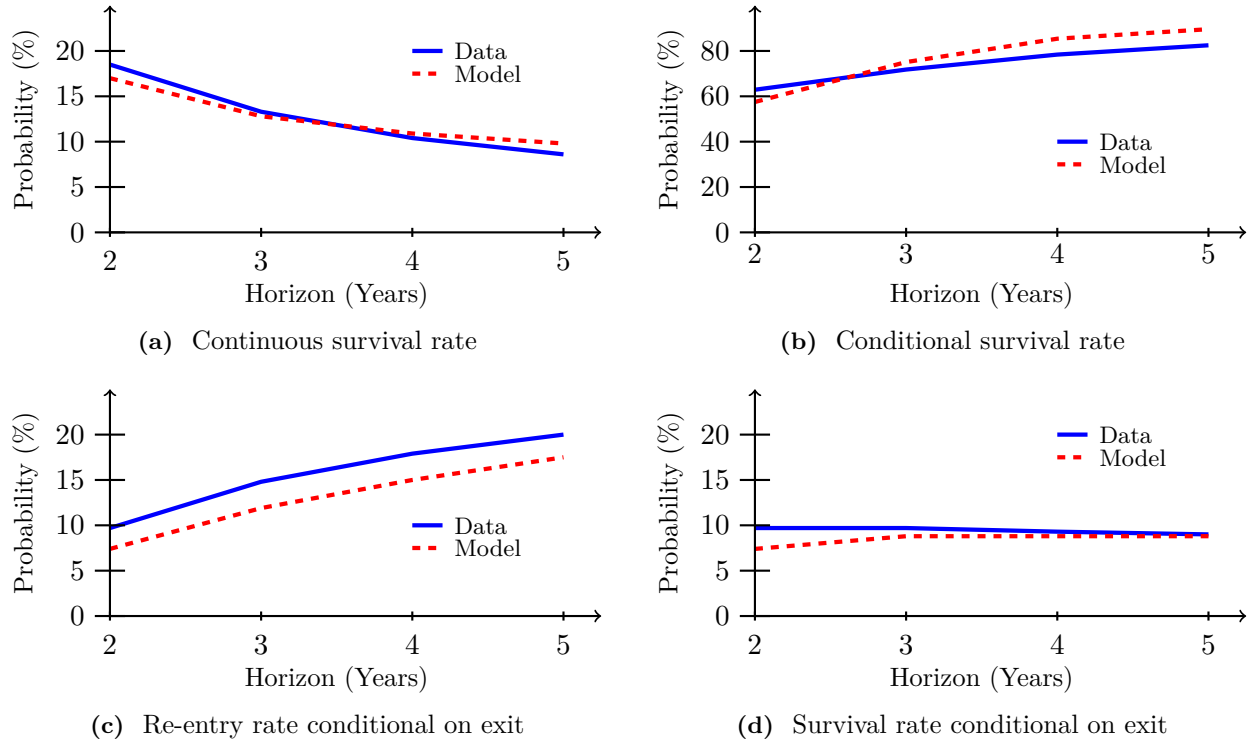 Probability (%)
20
15
10
5
0
2
3
4
5
Data
Model
Horizon (Years)
(a) Continuous survival rate
Probability (%)
80
60
40
20
0
2
3
4
5
Data
Model
Horizon (Years)
(b) Conditional survival rate
Probability (%)
20
15
10
5
0
2
3
4
5
Data
Model
Horizon (Years)
(c) Re-entry rate conditional on exit
Probability (%)
20
15
10
5
0
2
3
4
5
Data
Model
Horizon (Years)
(d) Survival rate conditional on exit